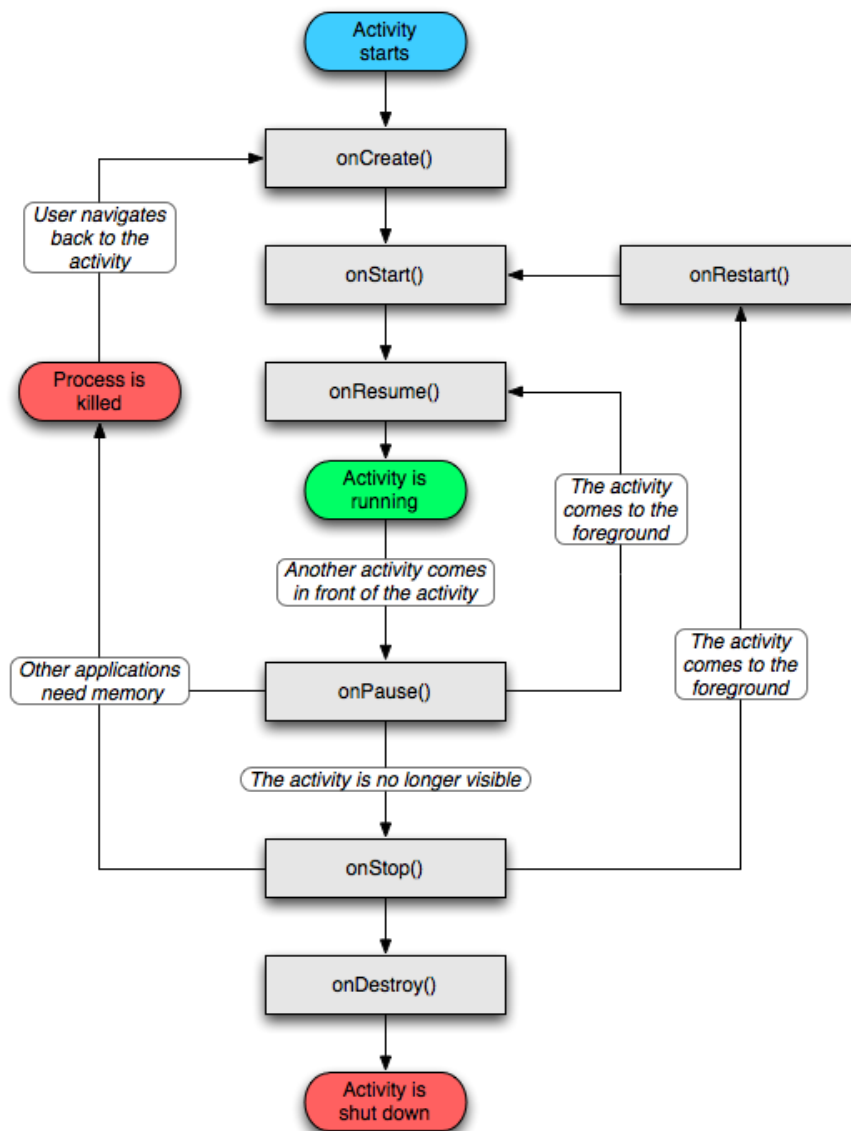 Activity
starts
onCreate()
User navigates
back to the
activity
onStart()
onRestart()
Process is
killed
onResume()
Activity is
running
The activity
comes to the
foreground
Another activity comes
in front of the activity
The activity
comes to the
foreground
Other applications
need memory
onPause()
The activity is no longer visible
onStop()
onDestroy()
Activity is
shut down